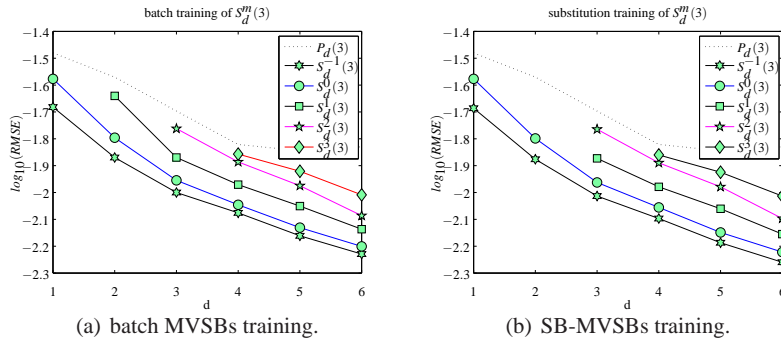 batch training of S_d^m(3)
−1.4
−1.5
−1.6
−1.7
−1.8
−1.9
−2
−2.1
−2.2
−2.3
log_10(RMSE)
1 2 3 4 5 6
d
P_d(3)
S_d^−1(3)
S_d^0(3)
S_d^1(3)
S_d^2(3)
S_d^3(3)
(a) batch MVSBs training.
substitution training of S_d^m(3)
−1.4
−1.5
−1.6
−1.7
−1.8
−1.9
−2
−2.1
−2.2
−2.3
log_10(RMSE)
1 2 3 4 5 6
d
P_d(3)
S_d^−1(3)
S_d^0(3)
S_d^1(3)
S_d^2(3)
S_d^3(3)
(b) SB-MVSBs training.